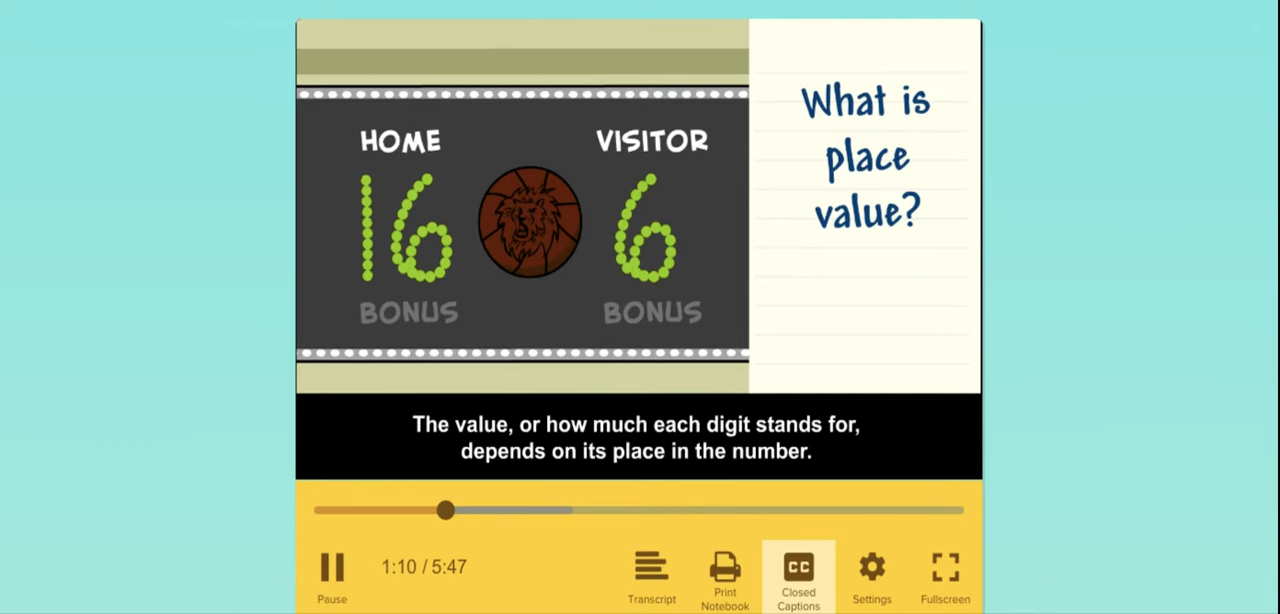 HOME VISITOR
16 6
BONUS BONUS
What is
place
value?
The value, or how much each digit stands for,
depends on its place in the number.
1:10 / 5:47
Pause
Transcript
Print
Notebook
CC
Closed
Captions
Settings
Fullscreen